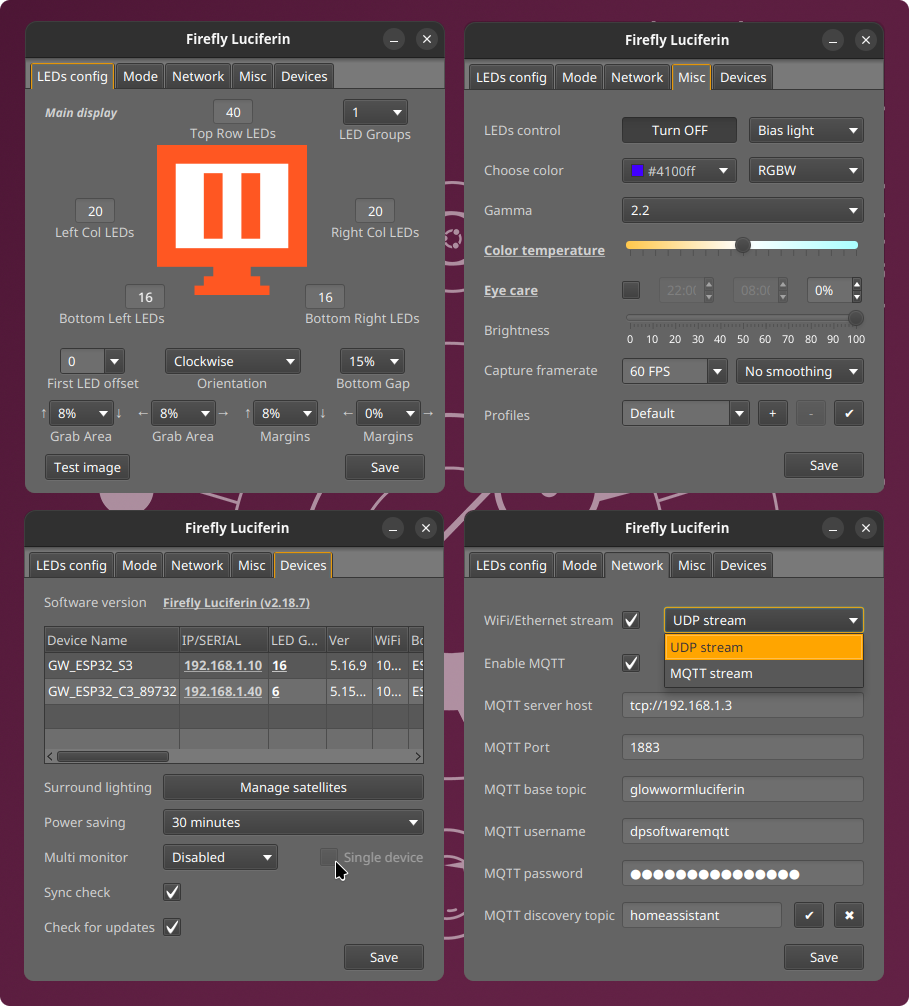 Firefly Luciferin
LEDs config Mode Network Misc Devices
Main display
40
Top Row LEDs
1
LED Groups
20
Left Col LEDs
20
Right Col LEDs
16
Bottom Left LEDs
16
Bottom Right LEDs
0
First LED offset
Clockwise
Orientation
15%
Bottom Gap
↑ 8% ↓ ← 8% → ↑ 8% ↓ ← 0% →
Grab Area Grab Area Margins Margins
Test image Save
Firefly Luciferin
LEDs config Mode Network Misc Devices
LEDs control Turn OFF Bias light
Choose color #4100ff RGBW
Gamma 2.2
Color temperature
Eye care 22:0( 08:0( 0%
Brightness
0 10 20 30 40 50 60 70 80 90 100
Capture framerate 60 FPS No smoothing
Profiles Default + - ✔
Save
Firefly Luciferin
LEDs config Mode Network Misc Devices
Software version Firefly Luciferin (v2.18.7)
Device Name IP/SERIAL LED G... Ver WiFi Bo
GW_ESP32_S3 192.168.1.10 16 5.16.9 10... ES
GW_ESP32_C3_89732 192.168.1.40 6 5.15... 10... ES
Surround lighting Manage satellites
Power saving 30 minutes
Multi monitor Disabled Single device
Sync check
Check for updates
Save
Firefly Luciferin
LEDs config Mode Network Misc Devices
WiFi/Ethernet stream UDP stream
UDP stream
Enable MQTT
MQTT stream
MQTT server host tcp://192.168.1.3
MQTT Port 1883
MQTT base topic glowwormluciferin
MQTT username dpsoftwaremqtt
MQTT password ●●●●●●●●●●●●●●●
MQTT discovery topic homeassistant ✔ ✖
Save